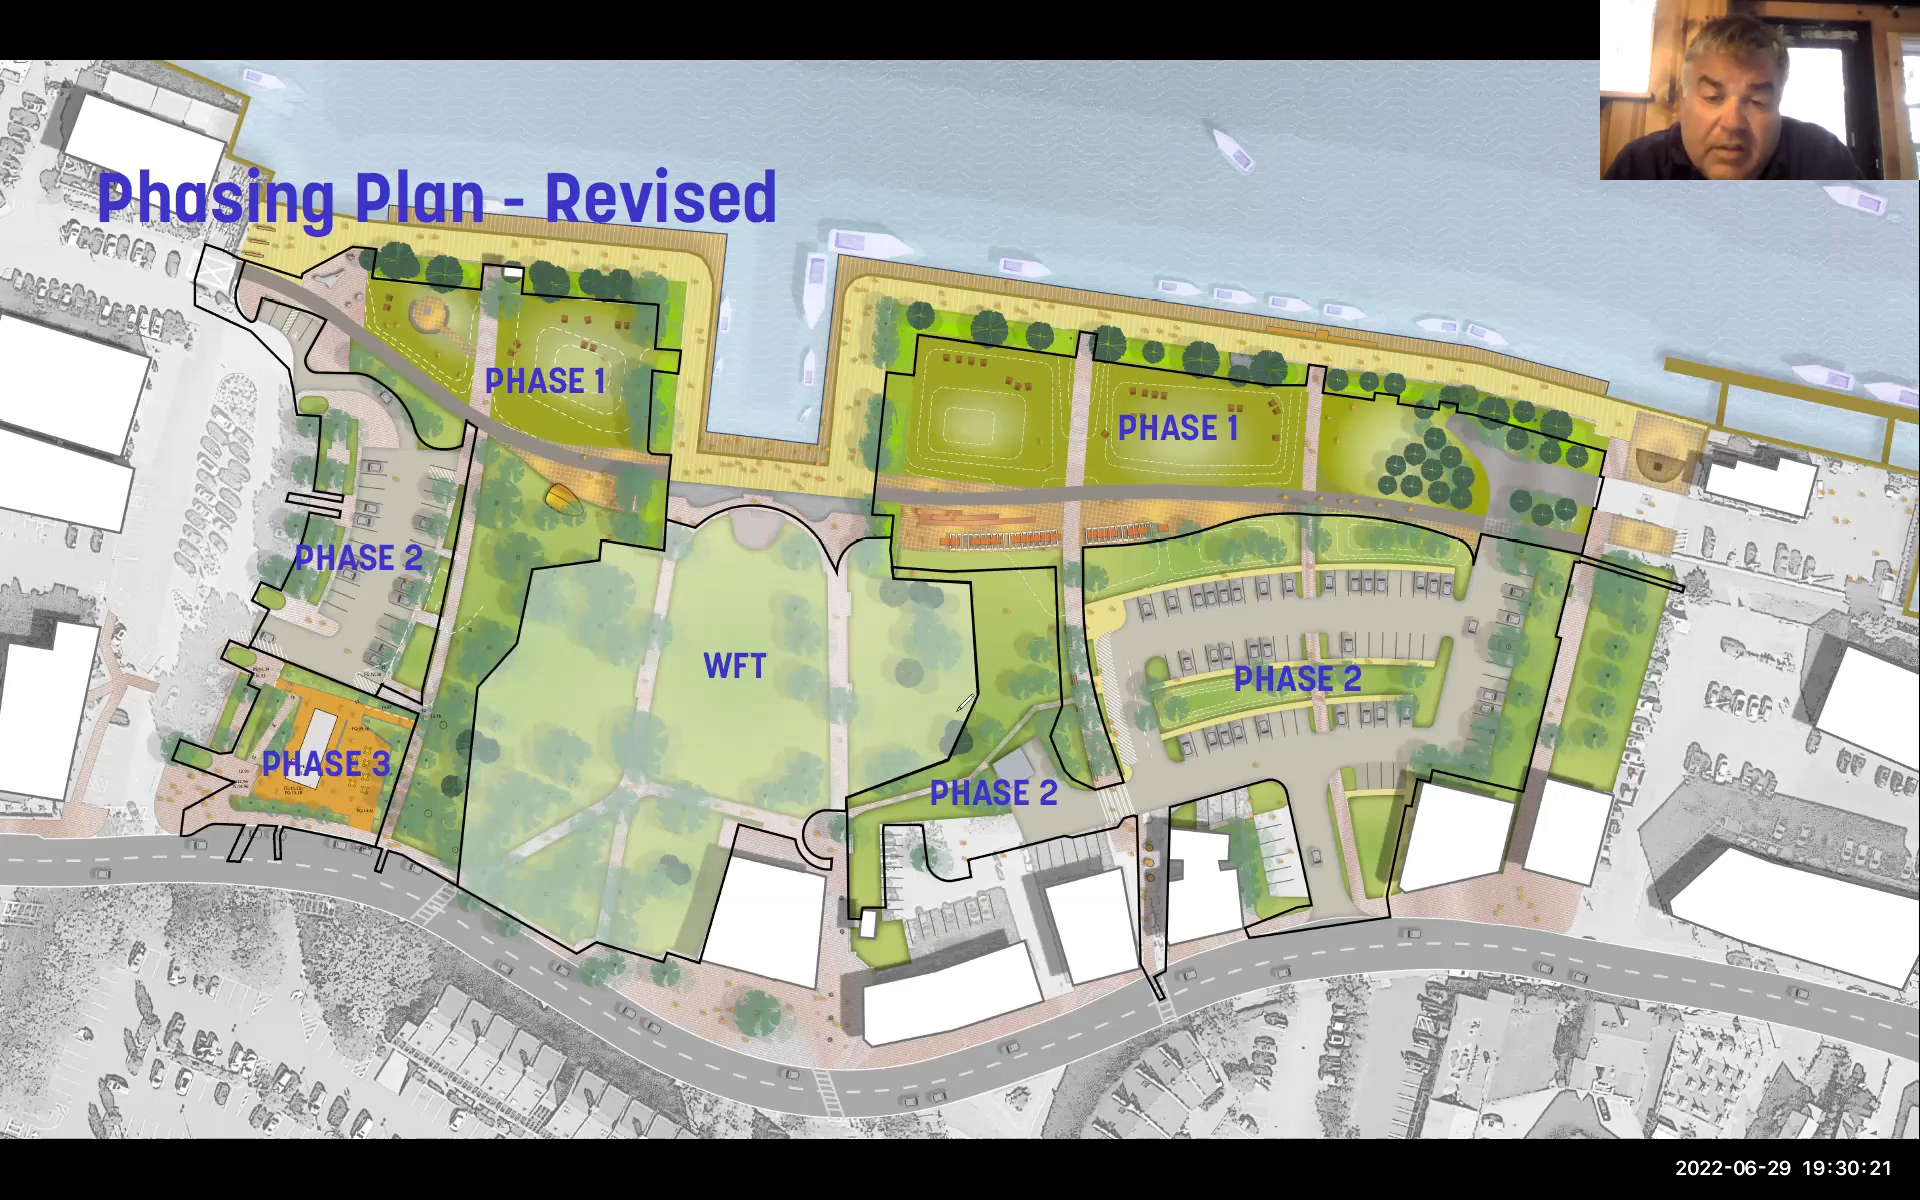 Phasing Plan - Revised
PHASE 1
PHASE 1
PHASE 2
WFT
PHASE 2
PHASE 3
PHASE 2
2022-06-29 19:30:21